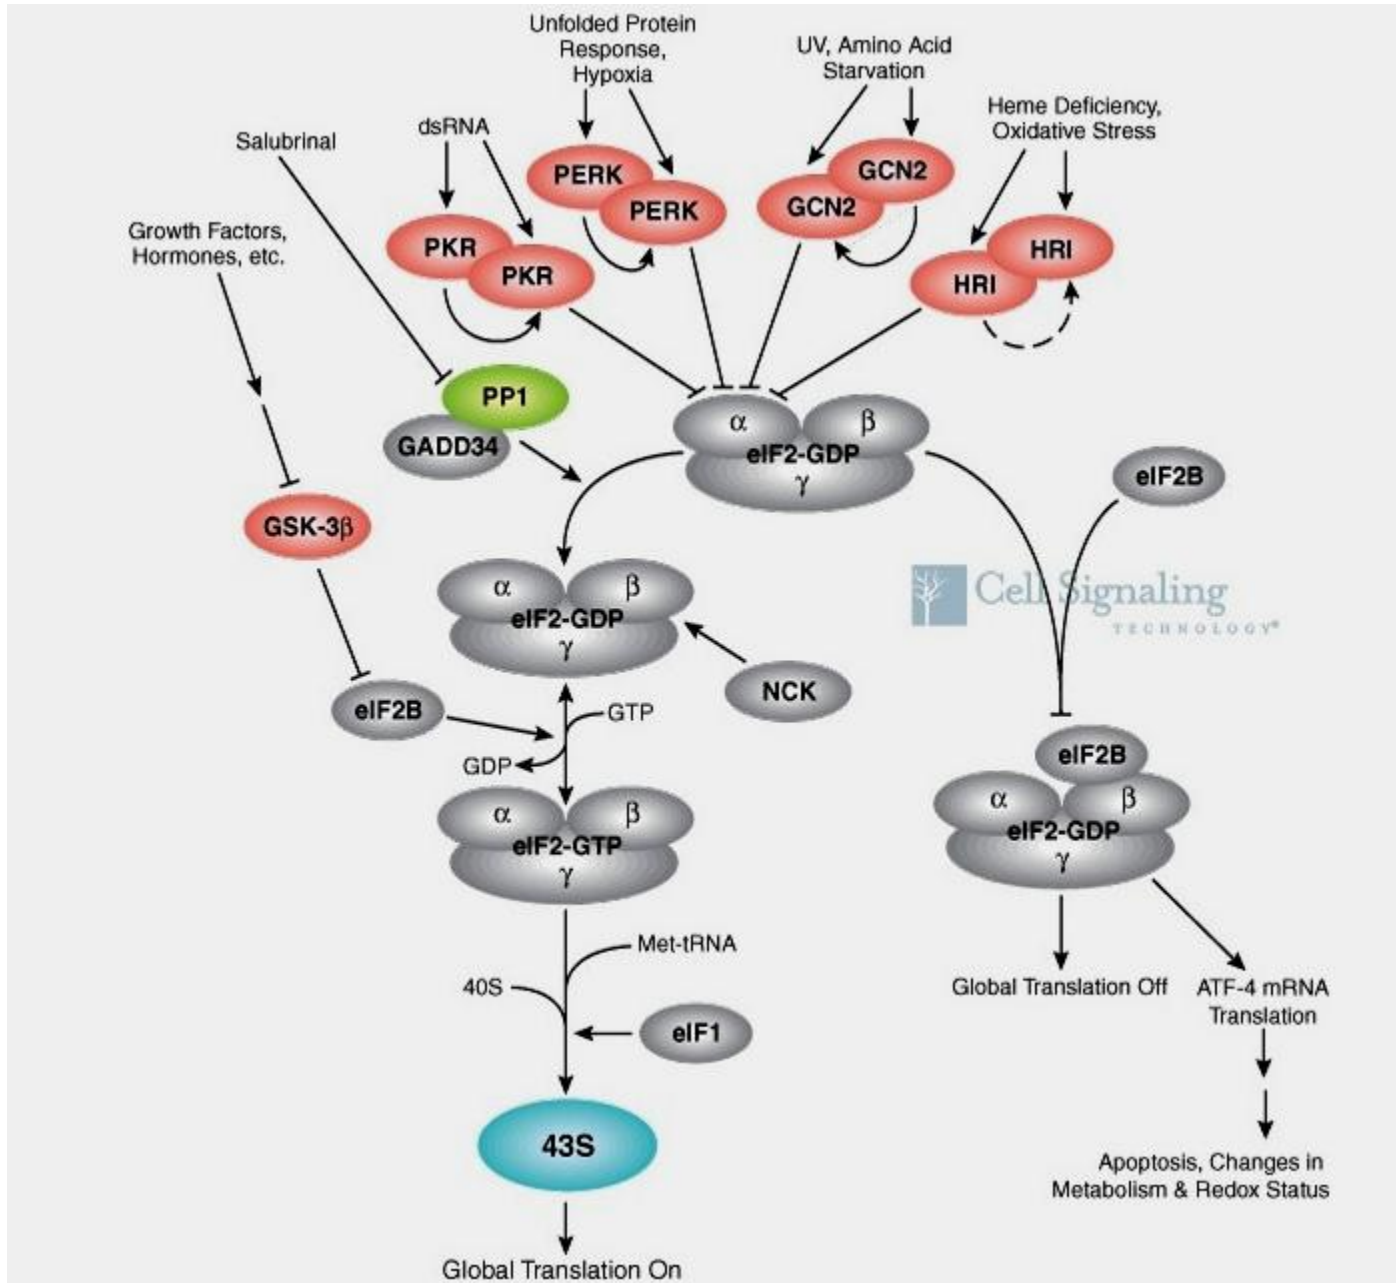 Unfolded Protein
Response,
Hypoxia
UV, Amino Acid
Starvation
Heme Deficiency,
Oxidative Stress
dsRNA
Salubrinal
Growth Factors,
Hormones, etc.
PERK
PERK
GCN2
GCN2
PKR
PKR
HRI
HRI
PP1
GADD34
α
β
eIF2-GDP
γ
eIF2B
GSK-3β
α
β
eIF2-GDP
γ
Cell Signaling
TECHNOLOGY®
NCK
eIF2B
GTP
GDP
eIF2B
α
β
eIF2-GDP
γ
α
β
eIF2-GTP
γ
Met-tRNA
40S
eIF1
Global Translation Off
ATF-4 mRNA
Translation
43S
Apoptosis, Changes in
Metabolism & Redox Status
Global Translation On